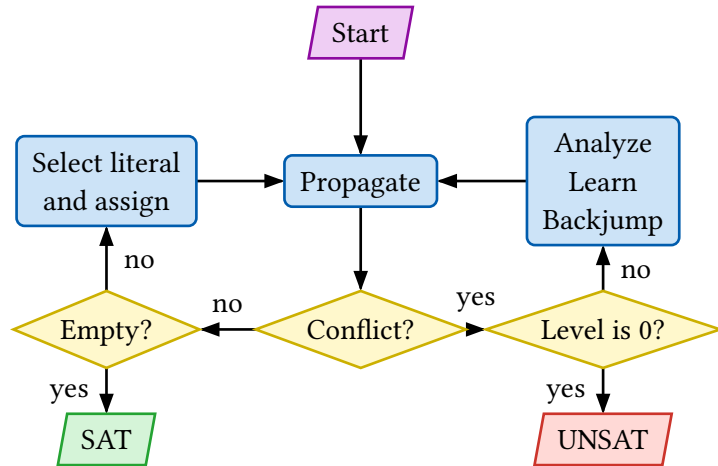 Start
Select literal
and assign
Propagate
Analyze
Learn
Backjump
no
no
yes
no
Empty?
Conflict?
Level is 0?
yes
yes
SAT
UNSAT